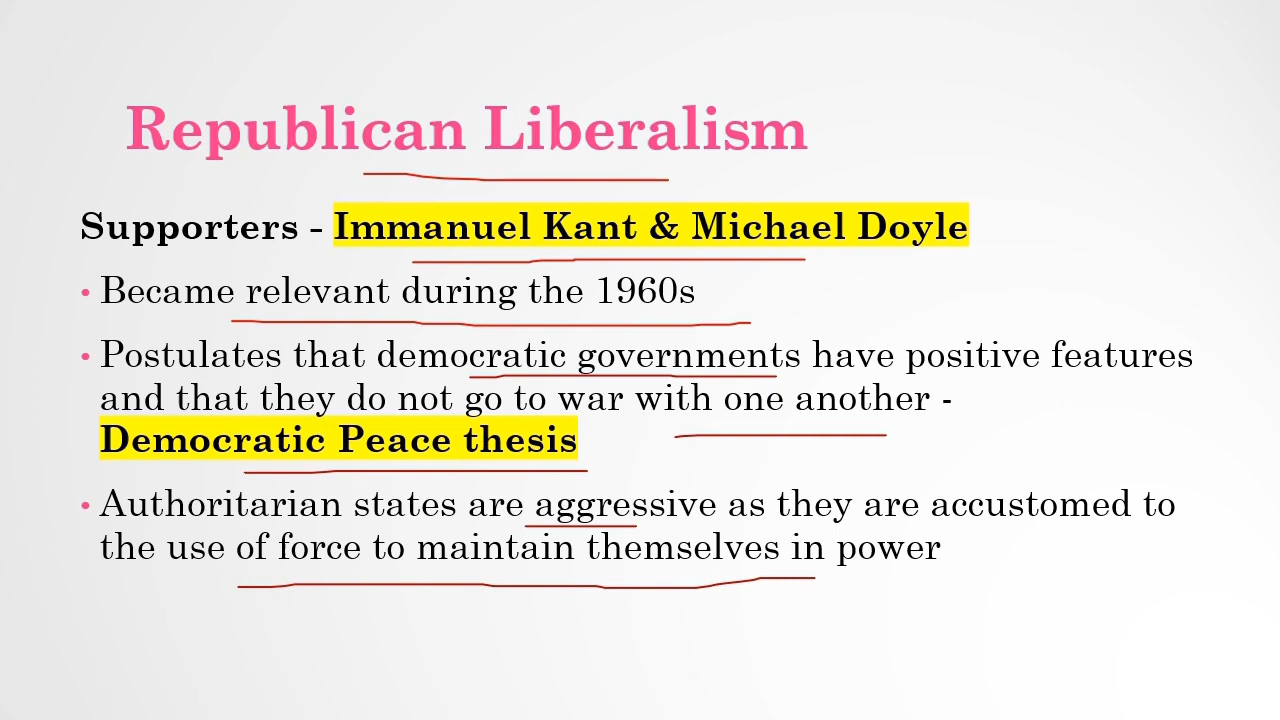 Republican Liberalism
Supporters - Immanuel Kant & Michael Doyle
• Became relevant during the 1960s
• Postulates that democratic governments have positive features
and that they do not go to war with one another -
Democratic Peace thesis
• Authoritarian states are aggressive as they are accustomed to
the use of force to maintain themselves in power